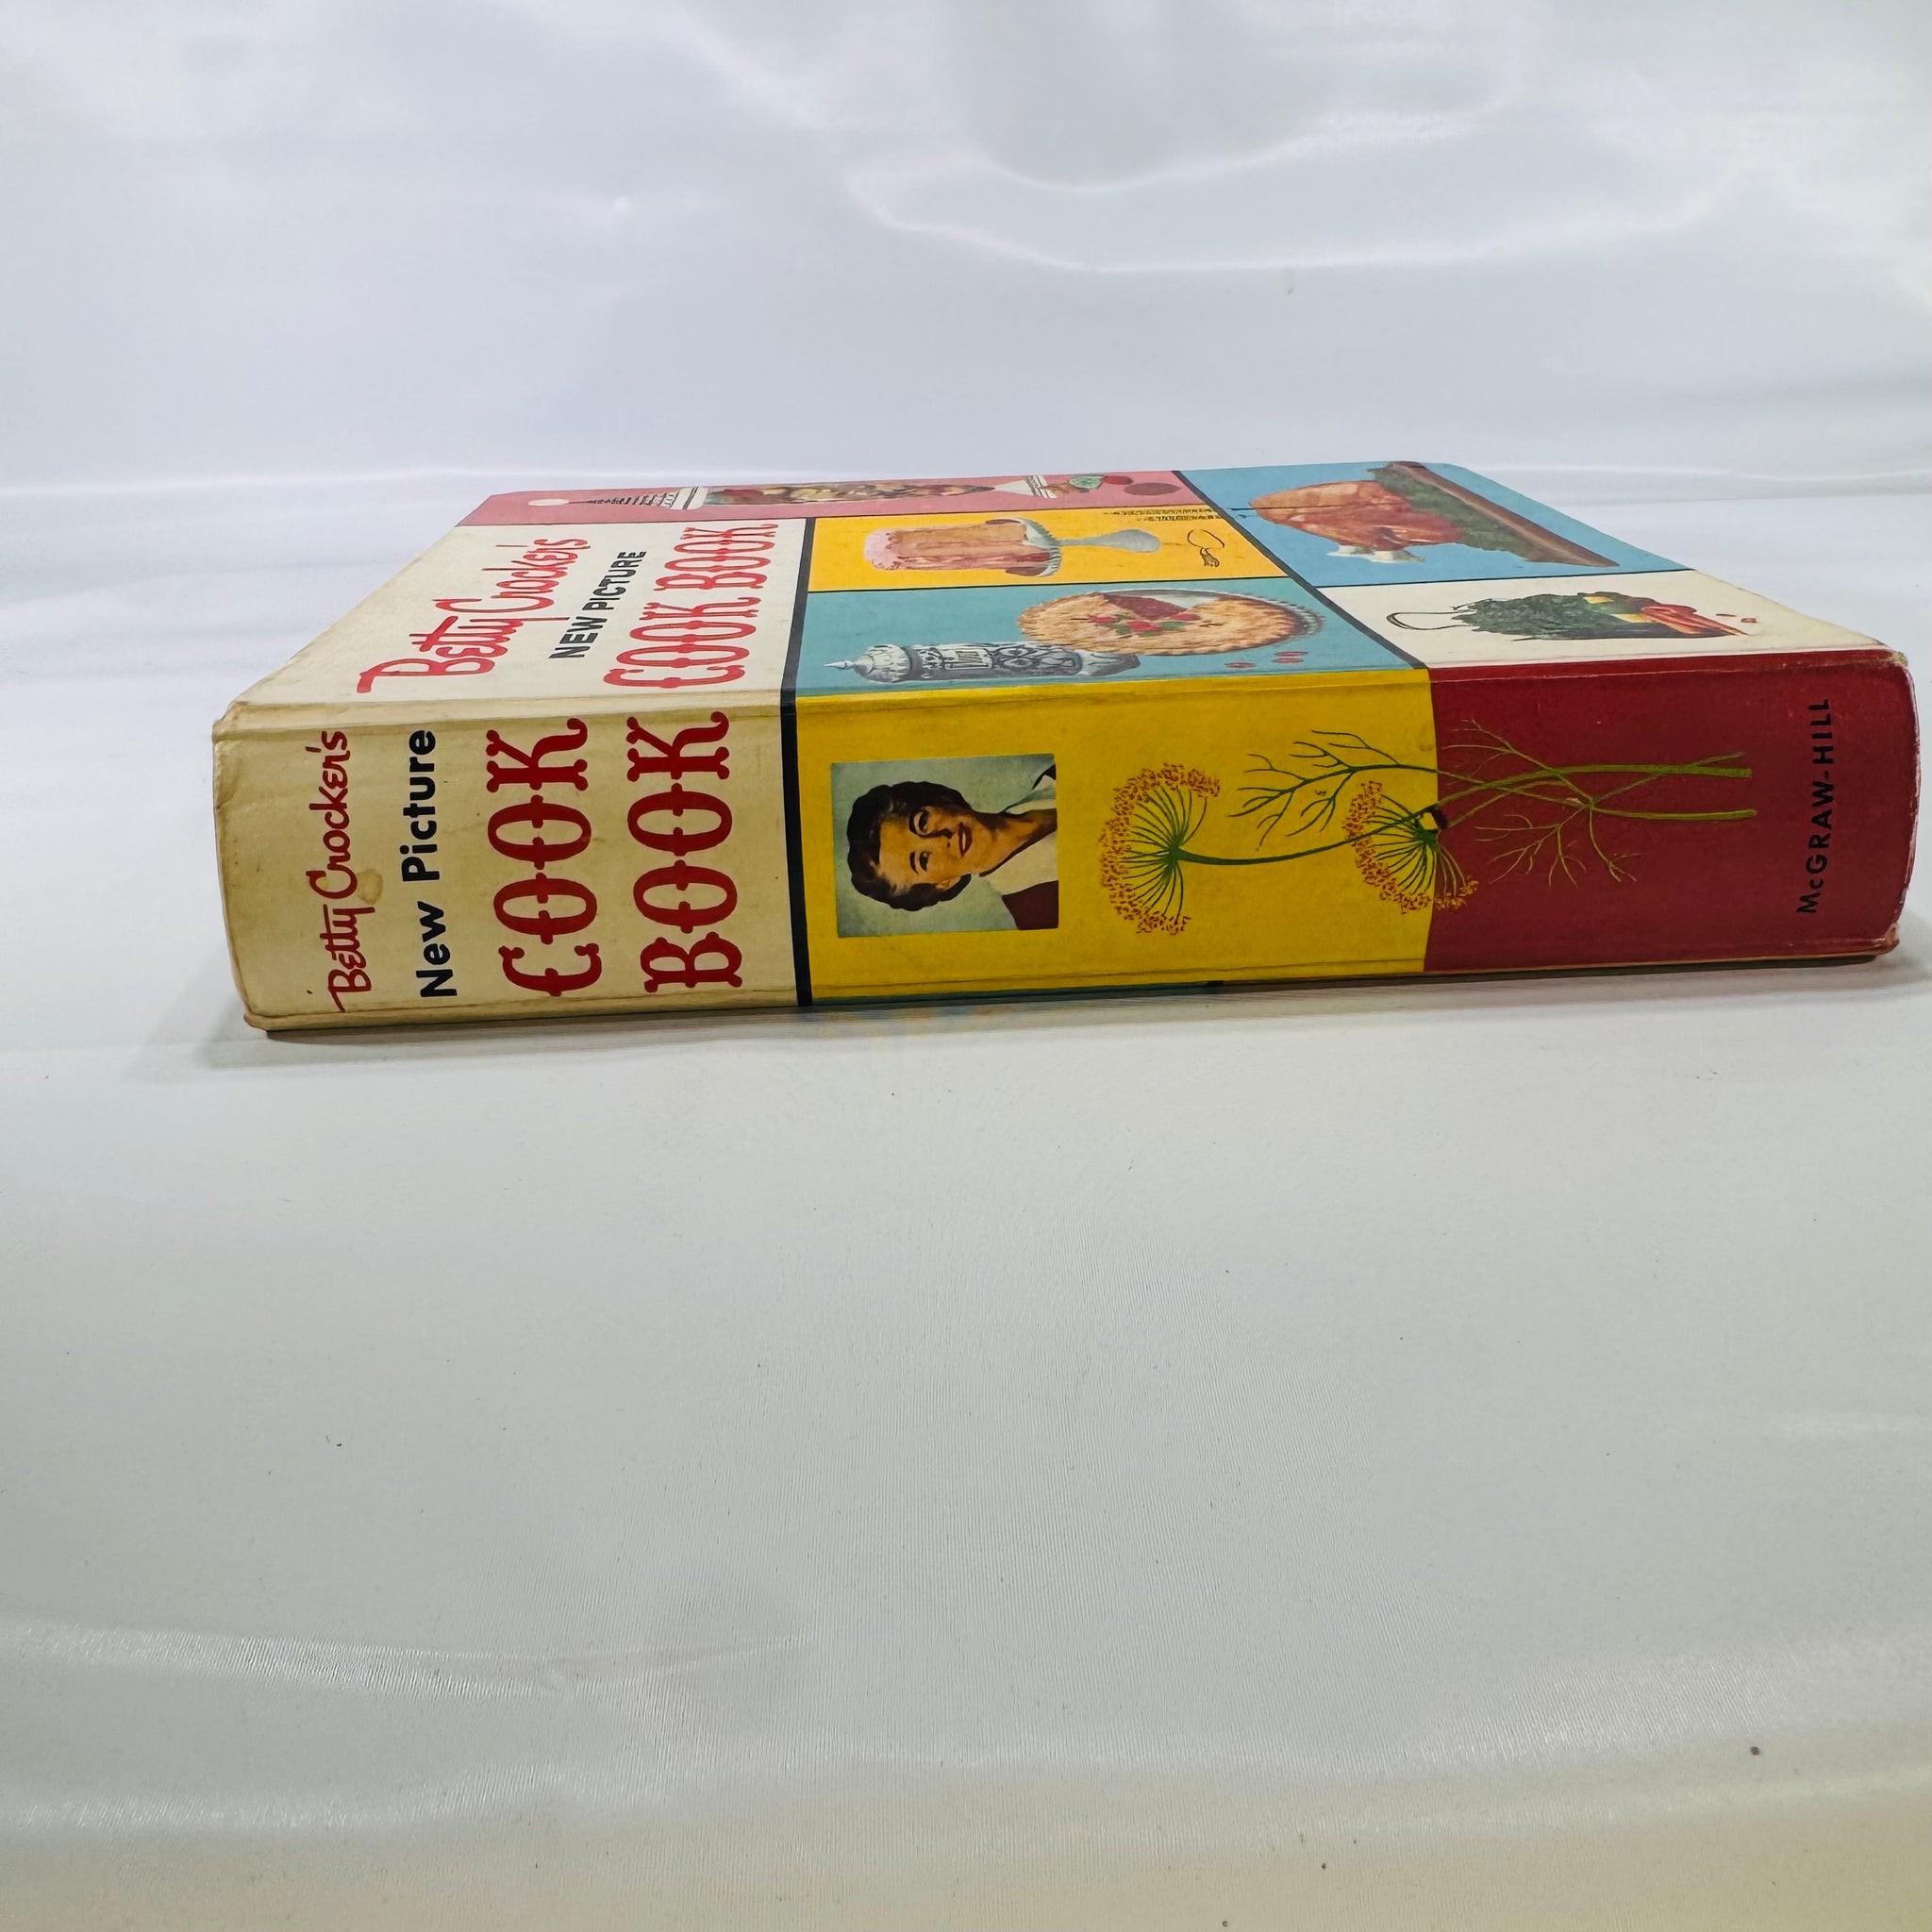 Betty Crocker's
NEW PICTURE
COOK BOOK
Betty Crocker's
New Picture
COOK
BOOK
McGRAW-HILL